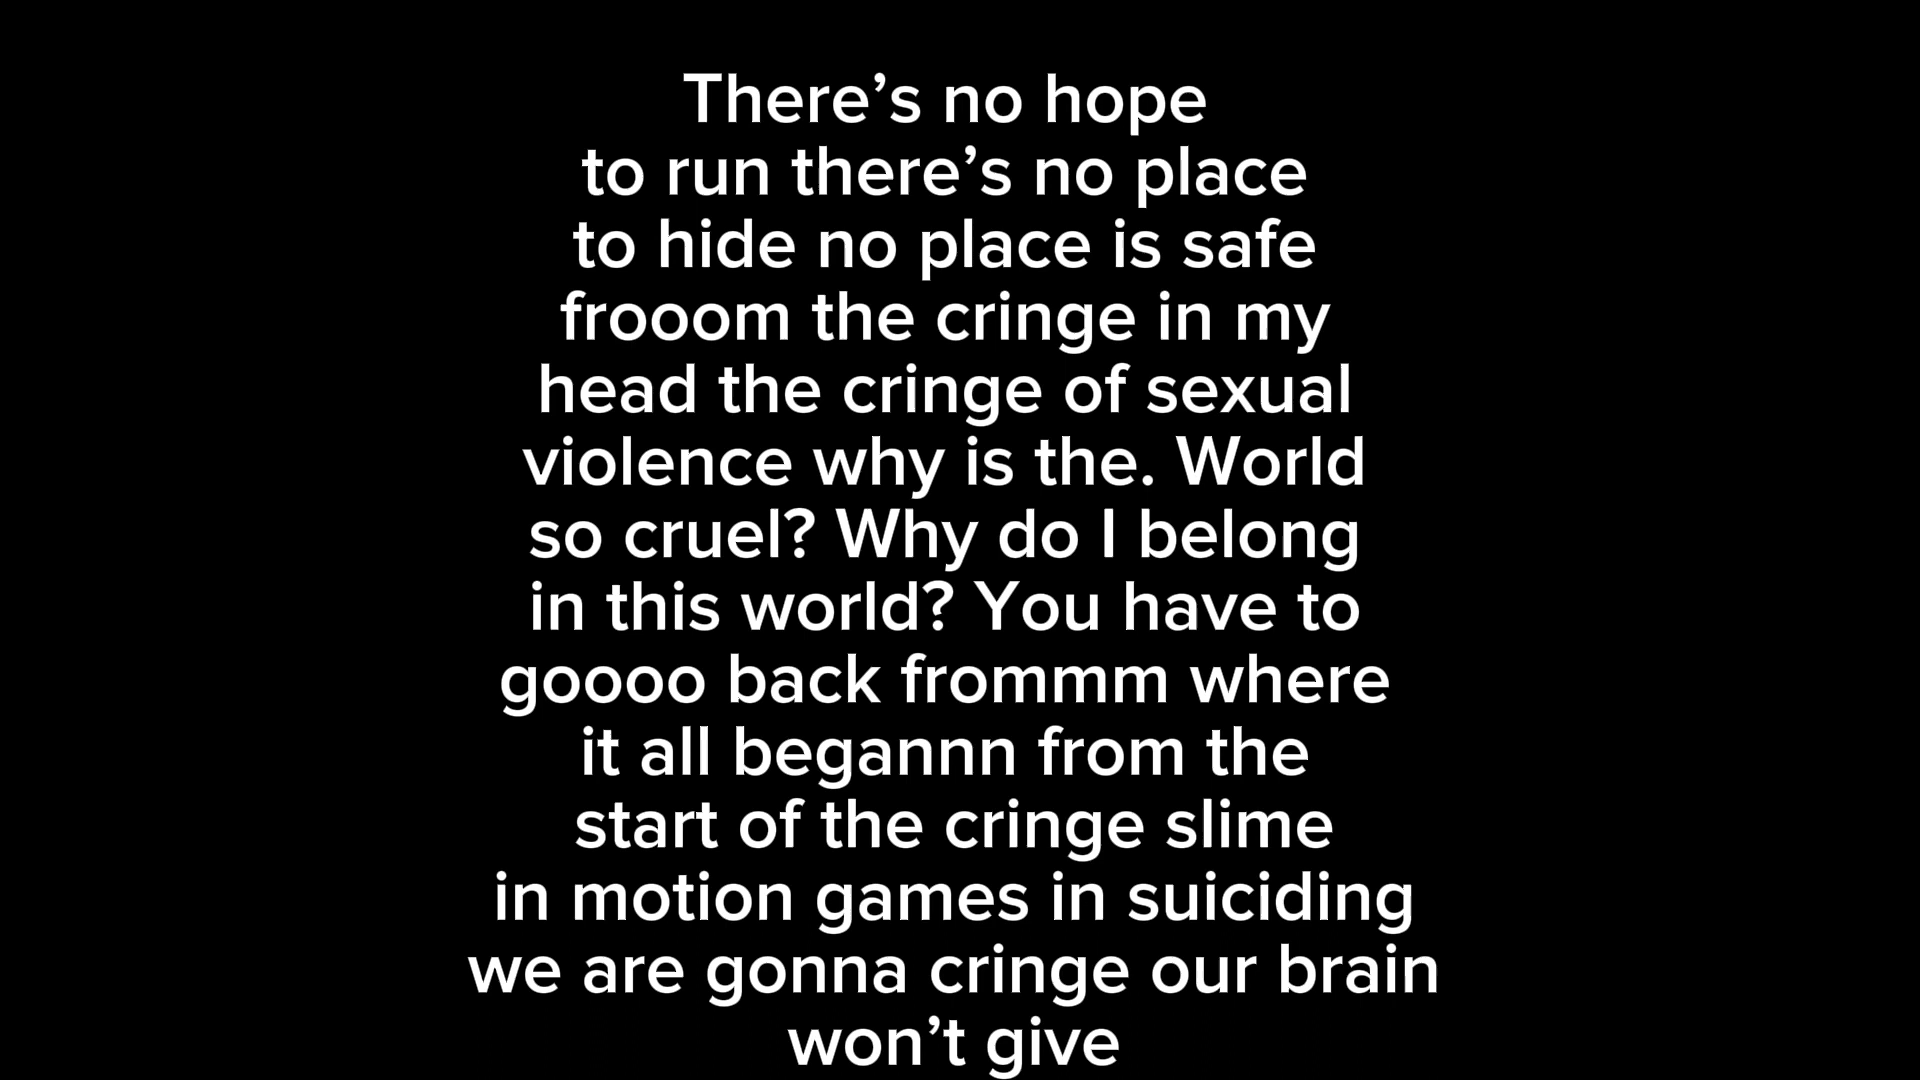 There’s no hope
to run there’s no place
to hide no place is safe
frooom the cringe in my
head the cringe of sexual
violence why is the. World
so cruel? Why do I belong
in this world? You have to
goooo back frommm where
it all begannn from the
start of the cringe slime
in motion games in suiciding
we are gonna cringe our brain
won’t give